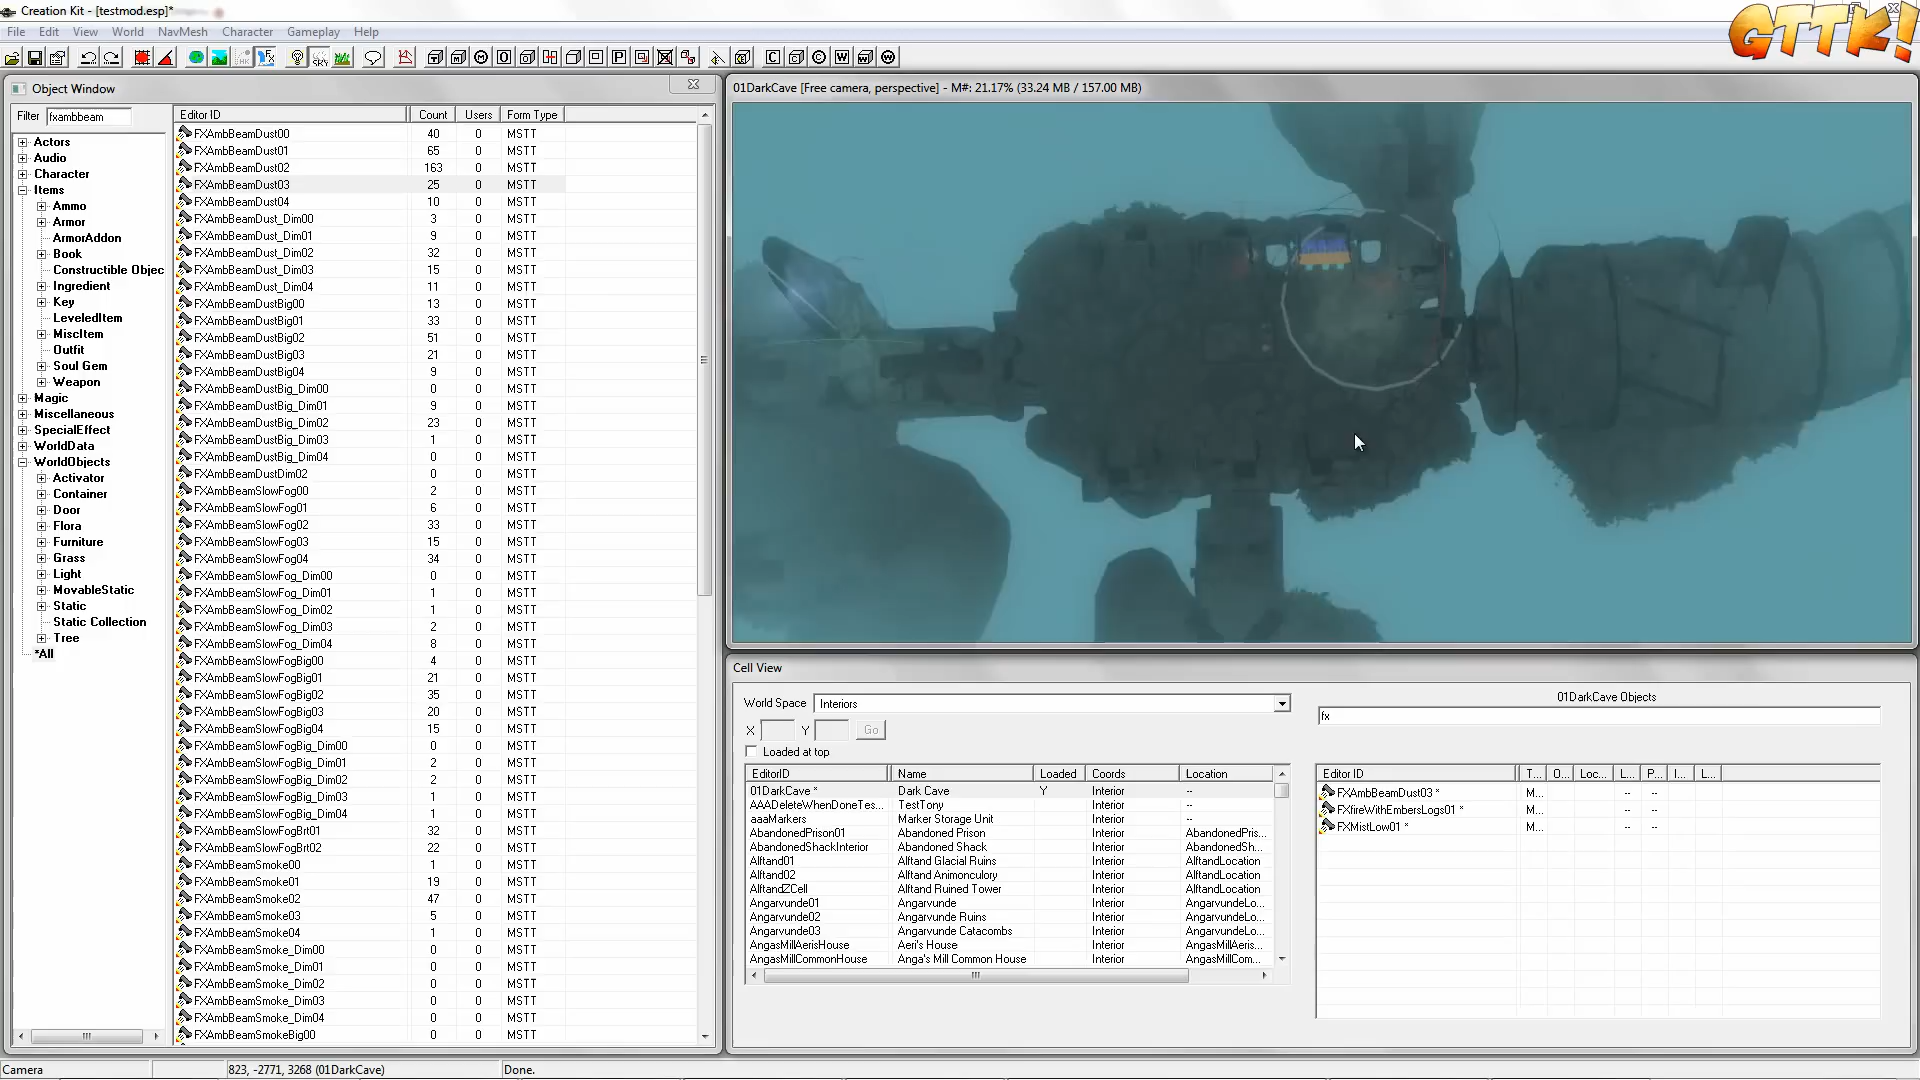 Creation Kit - [testmod.esp]*
GTTK!
File Edit View World NavMesh Character Gameplay Help
Object Window
01DarkCave [Free camera, perspective] - M#: 21.17% (33.24 MB / 157.00 MB)
Filter fxambbeam
Actors
Audio
Character
Items
Ammo
Armor
ArmorAddon
Book
Constructible Objec
Ingredient
Key
LeveledItem
MiscItem
Outfit
Soul Gem
Weapon
Magic
Miscellaneous
SpecialEffect
WorldData
WorldObjects
Activator
Container
Door
Flora
Furniture
Grass
Light
MovableStatic
Static
Static Collection
Tree
*All
Editor ID Count Users Form Type
FXAmbBeamDust00 40 0 MSTT
FXAmbBeamDust01 65 0 MSTT
FXAmbBeamDust02 163 0 MSTT
FXAmbBeamDust03 25 0 MSTT
FXAmbBeamDust04 10 0 MSTT
FXAmbBeamDust_Dim00 3 0 MSTT
FXAmbBeamDust_Dim01 9 0 MSTT
FXAmbBeamDust_Dim02 32 0 MSTT
FXAmbBeamDust_Dim03 15 0 MSTT
FXAmbBeamDust_Dim04 11 0 MSTT
FXAmbBeamDustBig00 13 0 MSTT
FXAmbBeamDustBig01 33 0 MSTT
FXAmbBeamDustBig02 51 0 MSTT
FXAmbBeamDustBig03 21 0 MSTT
FXAmbBeamDustBig04 9 0 MSTT
FXAmbBeamDustBig_Dim00 0 0 MSTT
FXAmbBeamDustBig_Dim01 9 0 MSTT
FXAmbBeamDustBig_Dim02 23 0 MSTT
FXAmbBeamDustBig_Dim03 1 0 MSTT
FXAmbBeamDustBig_Dim04 0 0 MSTT
FXAmbBeamDustDim02 0 0 MSTT
FXAmbBeamSlowFog00 2 0 MSTT
FXAmbBeamSlowFog01 6 0 MSTT
FXAmbBeamSlowFog02 33 0 MSTT
FXAmbBeamSlowFog03 15 0 MSTT
FXAmbBeamSlowFog04 34 0 MSTT
FXAmbBeamSlowFog_Dim00 0 0 MSTT
FXAmbBeamSlowFog_Dim01 1 0 MSTT
FXAmbBeamSlowFog_Dim02 1 0 MSTT
FXAmbBeamSlowFog_Dim03 2 0 MSTT
FXAmbBeamSlowFog_Dim04 8 0 MSTT
FXAmbBeamSlowFogBig00 4 0 MSTT
FXAmbBeamSlowFogBig01 21 0 MSTT
FXAmbBeamSlowFogBig02 35 0 MSTT
FXAmbBeamSlowFogBig03 20 0 MSTT
FXAmbBeamSlowFogBig04 15 0 MSTT
FXAmbBeamSlowFogBig_Dim00 0 0 MSTT
FXAmbBeamSlowFogBig_Dim01 2 0 MSTT
FXAmbBeamSlowFogBig_Dim02 2 0 MSTT
FXAmbBeamSlowFogBig_Dim03 1 0 MSTT
FXAmbBeamSlowFogBig_Dim04 1 0 MSTT
FXAmbBeamSlowFogBrt01 32 0 MSTT
FXAmbBeamSlowFogBrt02 22 0 MSTT
FXAmbBeamSmoke00 1 0 MSTT
FXAmbBeamSmoke01 19 0 MSTT
FXAmbBeamSmoke02 47 0 MSTT
FXAmbBeamSmoke03 5 0 MSTT
FXAmbBeamSmoke04 1 0 MSTT
FXAmbBeamSmoke_Dim00 0 0 MSTT
FXAmbBeamSmoke_Dim01 0 0 MSTT
FXAmbBeamSmoke_Dim02 0 0 MSTT
FXAmbBeamSmoke_Dim03 0 0 MSTT
FXAmbBeamSmoke_Dim04 0 0 MSTT
FXAmbBeamSmokeBig00 0 0 MSTT
Cell View
World Space Interiors
X Y Go
Loaded at top
EditorID Name Loaded Coords Location
01DarkCave * Dark Cave Y Interior --
AAADeleteWhenDoneTes... TestTony Interior --
aaaMarkers Marker Storage Unit Interior --
AbandonedPrison01 Abandoned Prison Interior AbandonedPris...
AbandonedShackInterior Abandoned Shack Interior AbandonedSh...
Alftand01 Alftand Glacial Ruins Interior AlftandLocation
Alftand02 Alftand Animonculory Interior AlftandLocation
AlftandZCell Alftand Ruined Tower Interior AlftandLocation
Angarvunde01 Angarvunde Interior AngarvundeLo...
Angarvunde02 Angarvunde Ruins Interior AngarvundeLo...
Angarvunde03 Angarvunde Catacombs Interior AngarvundeLo...
AngasMillAerisHouse Aeri's House Interior AngasMillAeris...
AngasMillCommonHouse Anga's Mill Common House Interior AngasMillCom...
01DarkCave Objects
fx
Editor ID T... O... Loc... L... P... I... L...
FXAmbBeamDust03 * M... -- --
FXfireWithEmbersLogs01 * M... -- --
FXMistLow01 * M... -- --
Camera 823, -2771, 3268 (01DarkCave) Done.